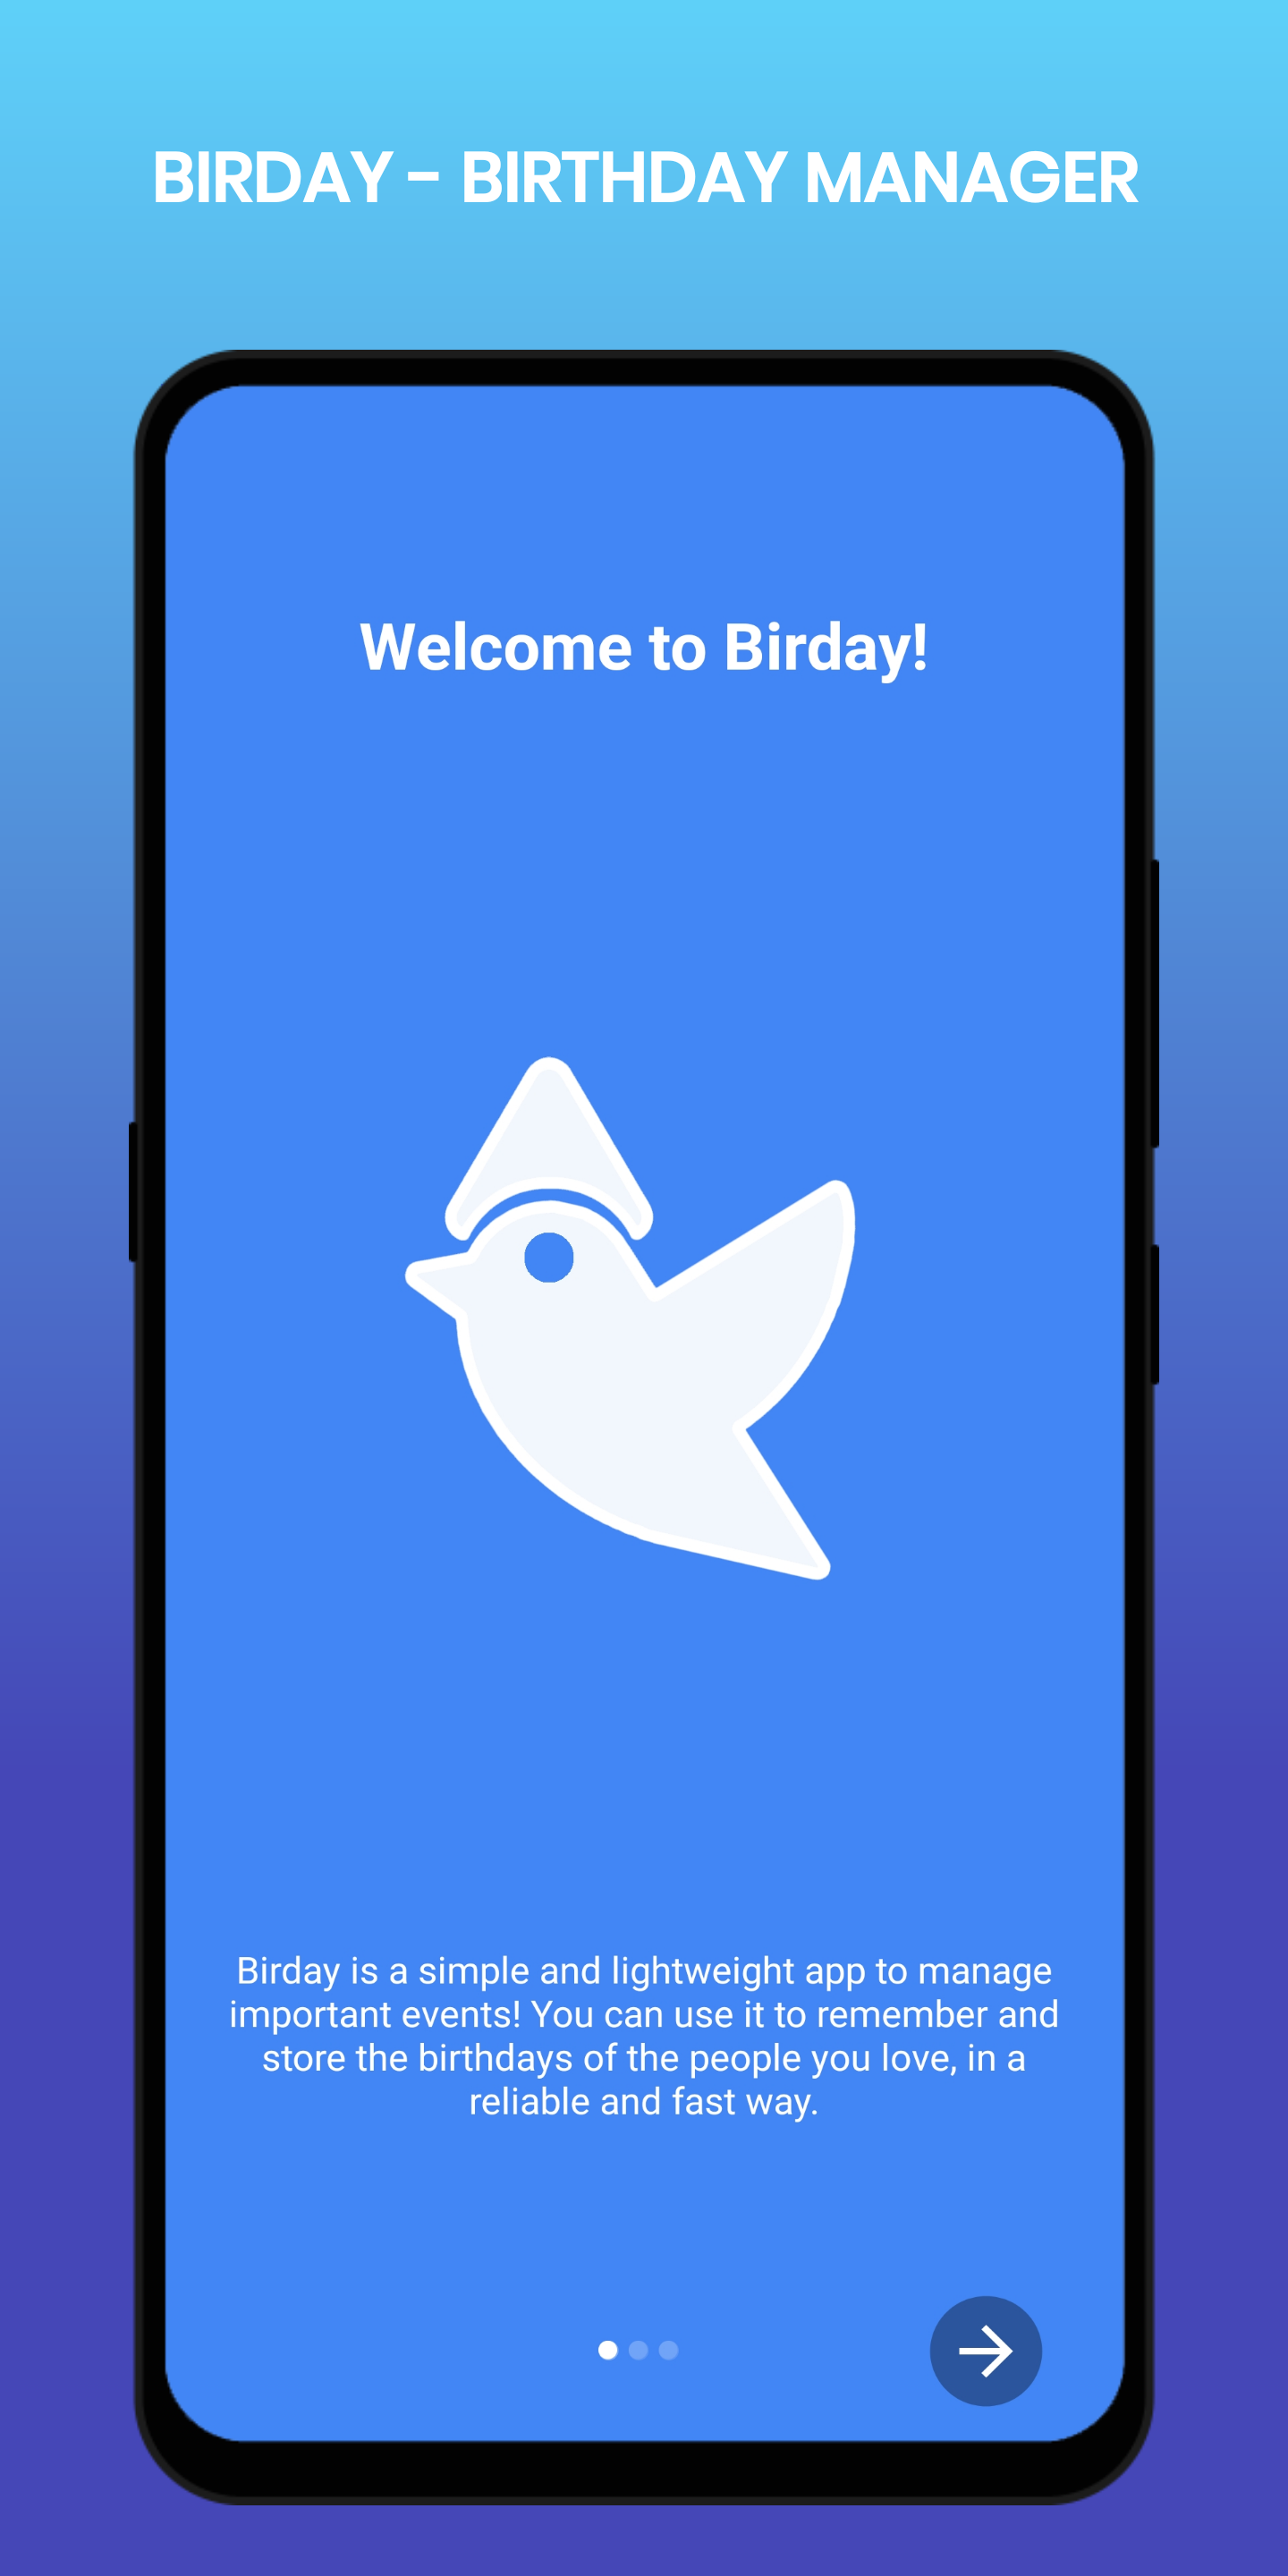 BIRDAY - BIRTHDAY MANAGER
Welcome to Birday!
Birday is a simple and lightweight app to manage
important events! You can use it to remember and
store the birthdays of the people you love, in a
reliable and fast way.